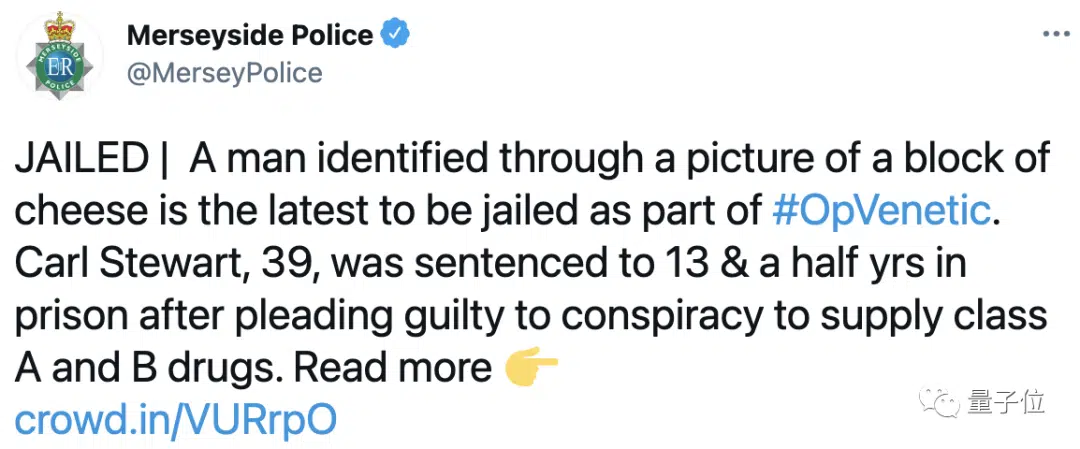 Merseyside Police
@MerseyPolice
JAILED | A man identified through a picture of a block of
cheese is the latest to be jailed as part of #OpVenetic.
Carl Stewart, 39, was sentenced to 13 & a half yrs in
prison after pleading guilty to conspiracy to supply class
A and B drugs. Read more 👉
crowd.in/VURrpO
MERSEYSIDE
ER
POLICE
量子位